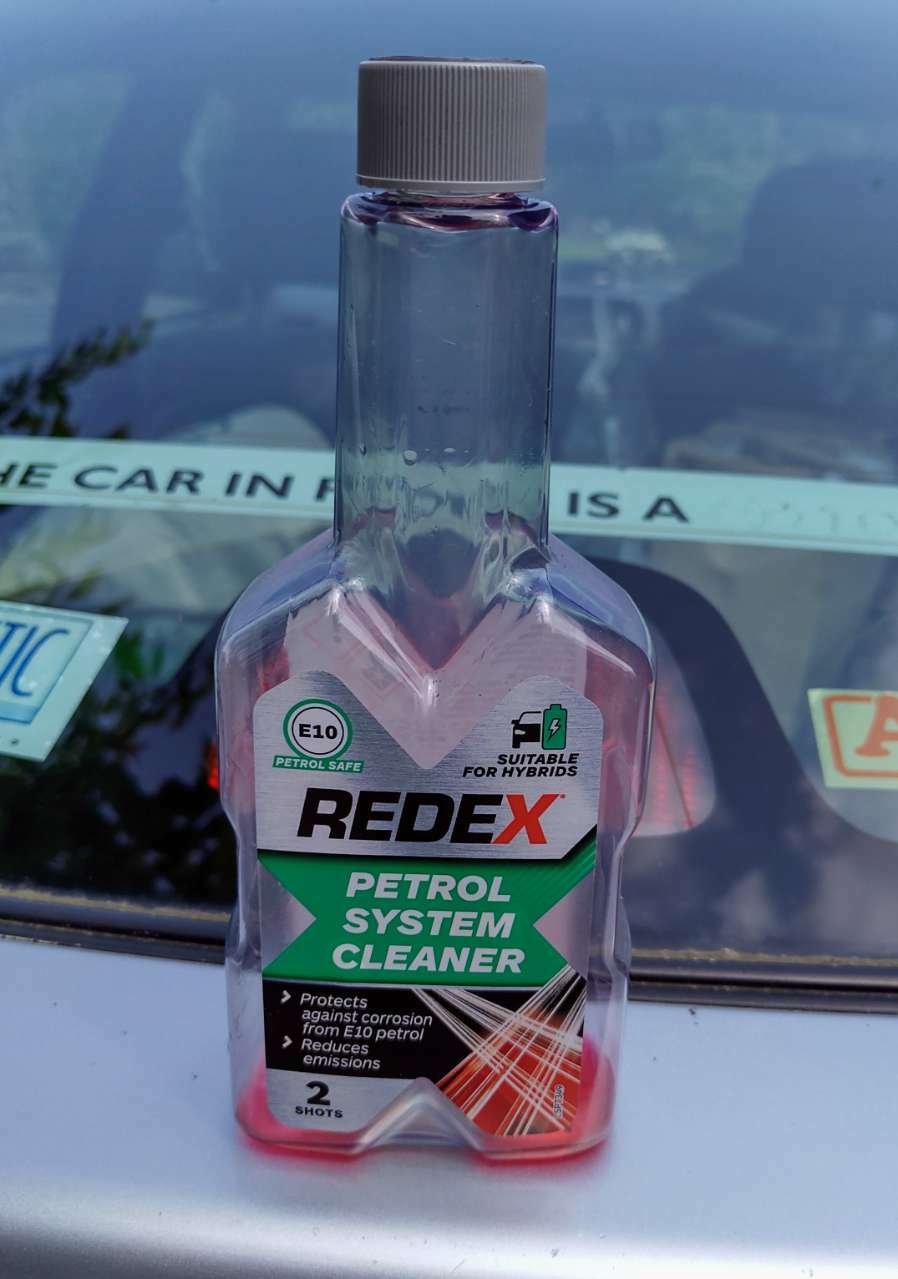 HE CAR IN F
IS A
TIC
A
E10
PETROL SAFE
SUITABLE
FOR HYBRIDS
REDEX
PETROL
SYSTEM
CLEANER
Protects
against corrosion
from E10 petrol
Reduces
emissions
2
SHOTS